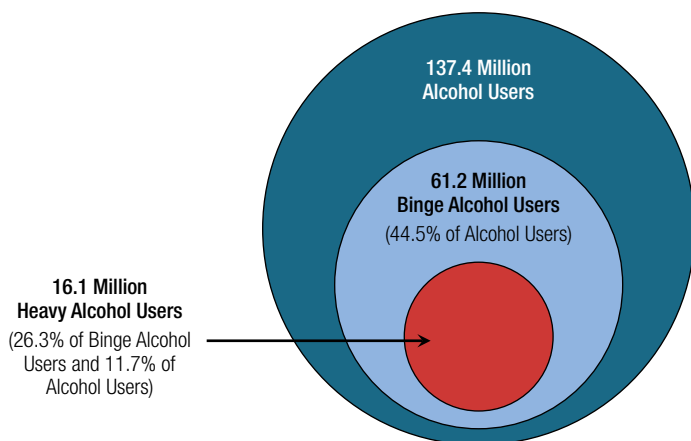 137.4 Million
Alcohol Users
61.2 Million
Binge Alcohol Users
(44.5% of Alcohol Users)
16.1 Million
Heavy Alcohol Users
(26.3% of Binge Alcohol
Users and 11.7% of
Alcohol Users)